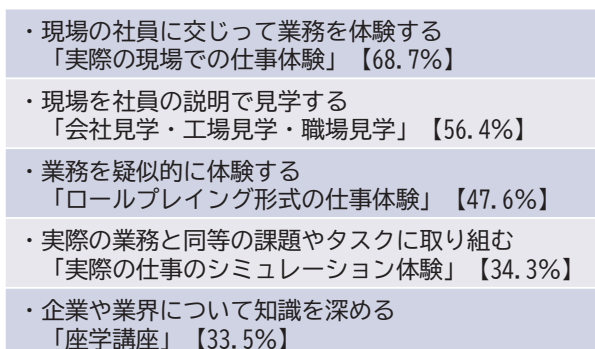 ・現場の社員に交じって業務を体験する
「実際の現場での仕事体験」【68.7%】
・現場を社員の説明で見学する
「会社見学・工場見学・職場見学」【56.4%】
・業務を疑似的に体験する
「ロールプレイング形式の仕事体験」【47.6%】
・実際の業務と同等の課題やタスクに取り組む
「実際の仕事のシミュレーション体験」【34.3%】
・企業や業界について知識を深める
「座学講座」【33.5%】